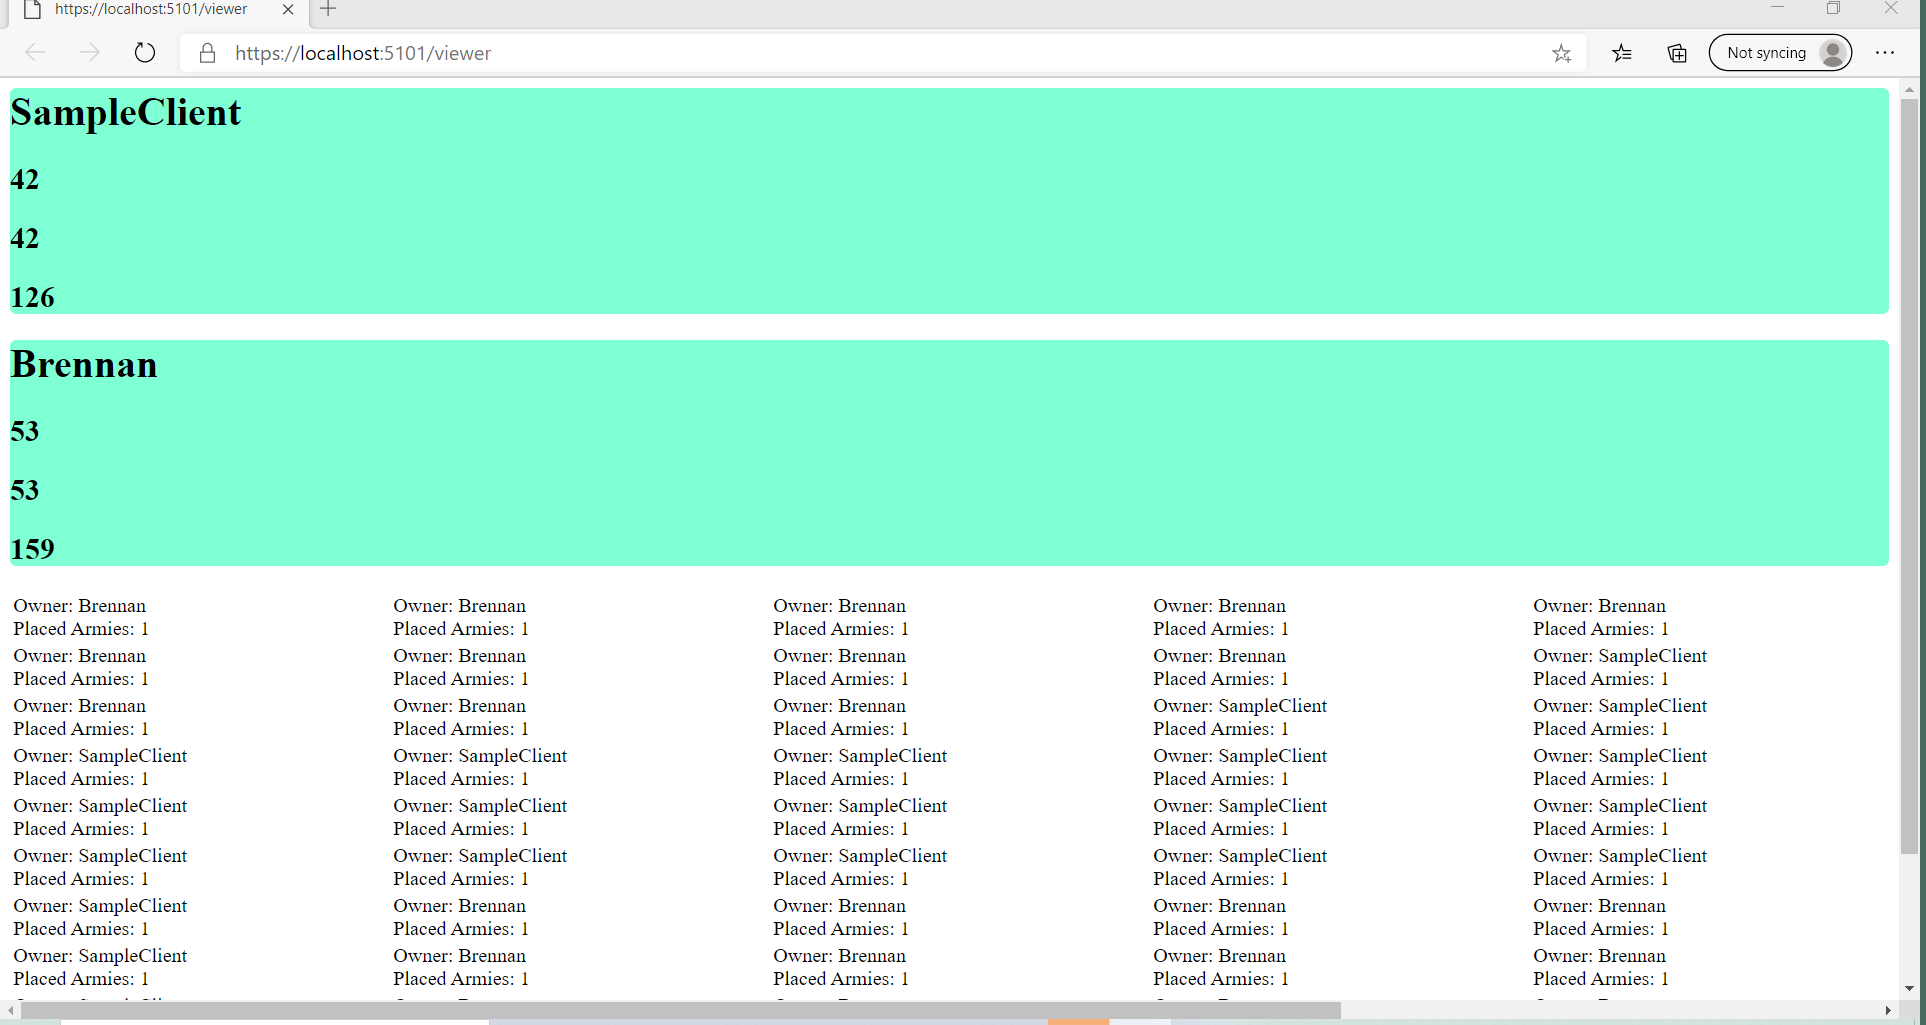 https://localhost:5101/viewer
https://localhost:5101/viewer
Not syncing
SampleClient
42
42
126
Brennan
53
53
159
Owner: Brennan Owner: Brennan Owner: Brennan Owner: Brennan Owner: Brennan
Placed Armies: 1 Placed Armies: 1 Placed Armies: 1 Placed Armies: 1 Placed Armies: 1
Owner: Brennan Owner: Brennan Owner: Brennan Owner: Brennan Owner: SampleClient
Placed Armies: 1 Placed Armies: 1 Placed Armies: 1 Placed Armies: 1 Placed Armies: 1
Owner: Brennan Owner: Brennan Owner: Brennan Owner: SampleClient Owner: SampleClient
Placed Armies: 1 Placed Armies: 1 Placed Armies: 1 Placed Armies: 1 Placed Armies: 1
Owner: SampleClient Owner: SampleClient Owner: SampleClient Owner: SampleClient Owner: SampleClient
Placed Armies: 1 Placed Armies: 1 Placed Armies: 1 Placed Armies: 1 Placed Armies: 1
Owner: SampleClient Owner: SampleClient Owner: SampleClient Owner: SampleClient Owner: SampleClient
Placed Armies: 1 Placed Armies: 1 Placed Armies: 1 Placed Armies: 1 Placed Armies: 1
Owner: SampleClient Owner: SampleClient Owner: SampleClient Owner: SampleClient Owner: SampleClient
Placed Armies: 1 Placed Armies: 1 Placed Armies: 1 Placed Armies: 1 Placed Armies: 1
Owner: SampleClient Owner: Brennan Owner: Brennan Owner: Brennan Owner: Brennan
Placed Armies: 1 Placed Armies: 1 Placed Armies: 1 Placed Armies: 1 Placed Armies: 1
Owner: SampleClient Owner: Brennan Owner: Brennan Owner: Brennan Owner: Brennan
Placed Armies: 1 Placed Armies: 1 Placed Armies: 1 Placed Armies: 1 Placed Armies: 1